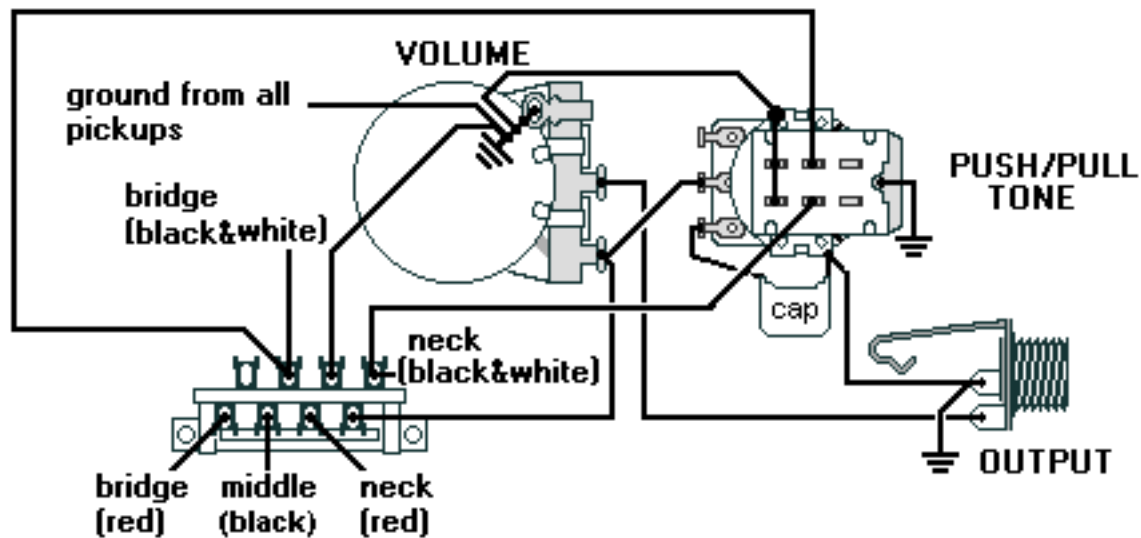 VOLUME
ground from all
pickups
bridge
(black&white)
PUSH/PULL
TONE
cap
neck
(black&white)
bridge
(red)
middle
(black)
neck
(red)
OUTPUT